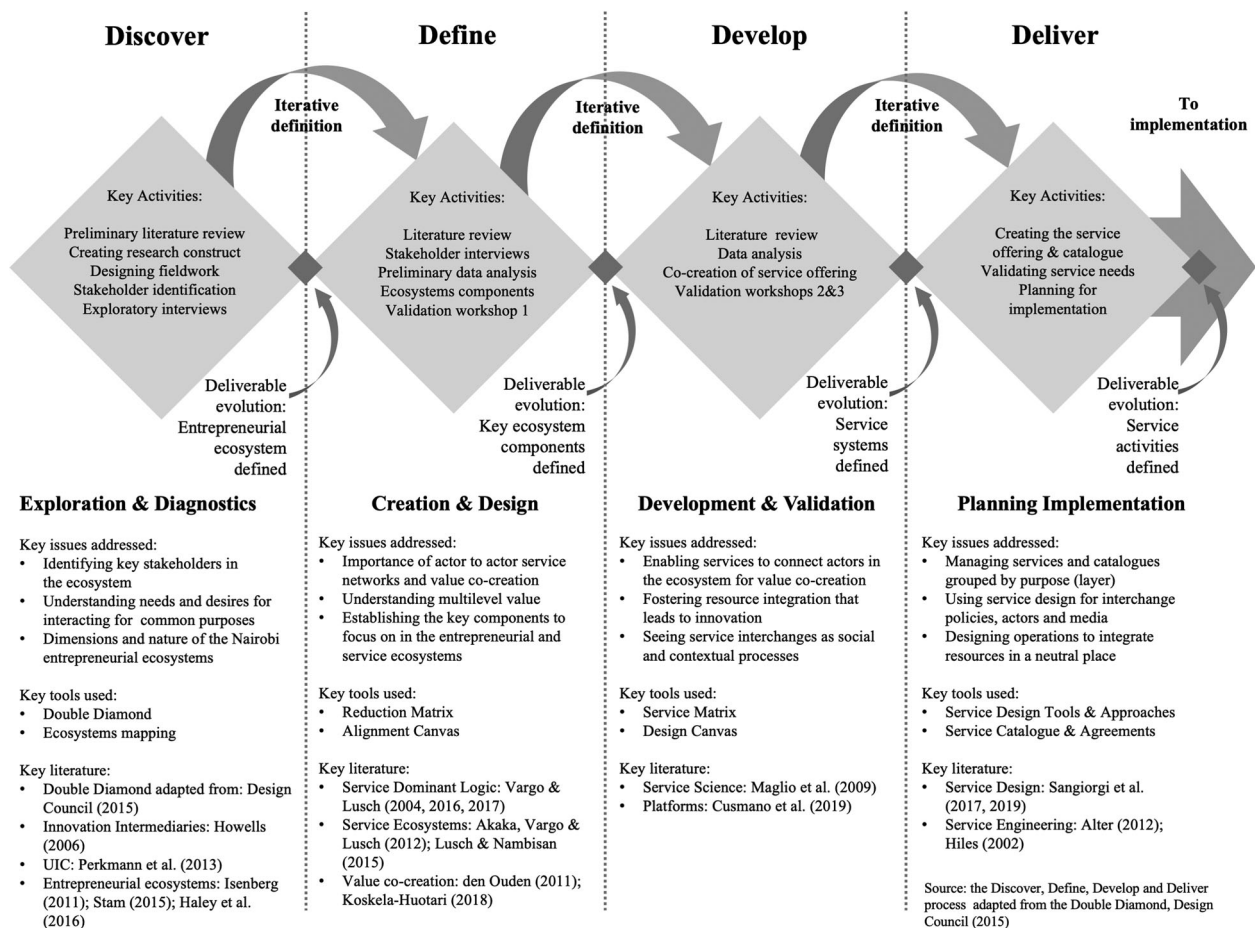 Discover
Define
Develop
Deliver
Iterative
definition
Iterative
definition
Iterative
definition
To
implementation
Key Activities:
Preliminary literature review
Creating research construct
Designing fieldwork
Stakeholder identification
Exploratory interviews
Key Activities:
Literature review
Stakeholder interviews
Preliminary data analysis
Ecosystems components
Validation workshop 1
Key Activities:
Literature review
Data analysis
Co-creation of service offering
Validation workshops 2&3
Key Activities:
Creating the service
offering & catalogue
Validating service needs
Planning for
implementation
Deliverable
evolution:
Entrepreneurial
ecosystem
defined
Deliverable
evolution:
Key ecosystem
components
defined
Deliverable
evolution:
Service
systems
defined
Deliverable
evolution:
Service
activities
defined
Exploration & Diagnostics
Key issues addressed:
• Identifying key stakeholders in
the ecosystem
• Understanding needs and desires for
interacting for common purposes
• Dimensions and nature of the Nairobi
entrepreneurial ecosystems
Key tools used:
• Double Diamond
• Ecosystems mapping
Key literature:
• Double Diamond adapted from: Design
Council (2015)
• Innovation Intermediaries: Howells
(2006)
• UIC: Perkmann et al. (2013)
• Entrepreneurial ecosystems: Isenberg
(2011); Stam (2015); Haley et al.
(2016)
Creation & Design
Key issues addressed:
• Importance of actor to actor service
networks and value co-creation
• Understanding multilevel value
• Establishing the key components to
focus on in the entrepreneurial and
service ecosystems
Key tools used:
• Reduction Matrix
• Alignment Canvas
Key literature:
• Service Dominant Logic: Vargo &
Lusch (2004, 2016, 2017)
• Service Ecosystems: Akaka, Vargo &
Lusch (2012); Lusch & Nambisan
(2015)
• Value co-creation: den Ouden (2011);
Koskela-Huotari (2018)
Development & Validation
Key issues addressed:
• Enabling services to connect actors in
the ecosystem for value co-creation
• Fostering resource integration that
leads to innovation
• Seeing service interchanges as social
and contextual processes
Key tools used:
• Service Matrix
• Design Canvas
Key literature:
• Service Science: Maglio et al. (2009)
• Platforms: Cusmano et al. (2019)
Planning Implementation
Key issues addressed:
• Managing services and catalogues
grouped by purpose (layer)
• Using service design for interchange
policies, actors and media
• Designing operations to integrate
resources in a neutral place
Key tools used:
• Service Design Tools & Approaches
• Service Catalogue & Agreements
Key literature:
• Service Design: Sangiorgi et al.
(2017, 2019)
• Service Engineering: Alter (2012);
Hiles (2002)
Source: the Discover, Define, Develop and Deliver
process adapted from the Double Diamond, Design
Council (2015)